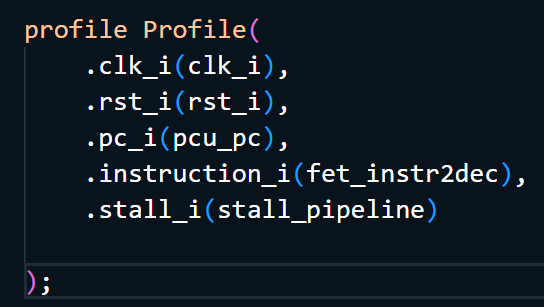 profile Profile(
    .clk_i(clk_i),
    .rst_i(rst_i),
    .pc_i(pcu_pc),
    .instruction_i(fet_instr2dec),
    .stall_i(stall_pipeline)
);